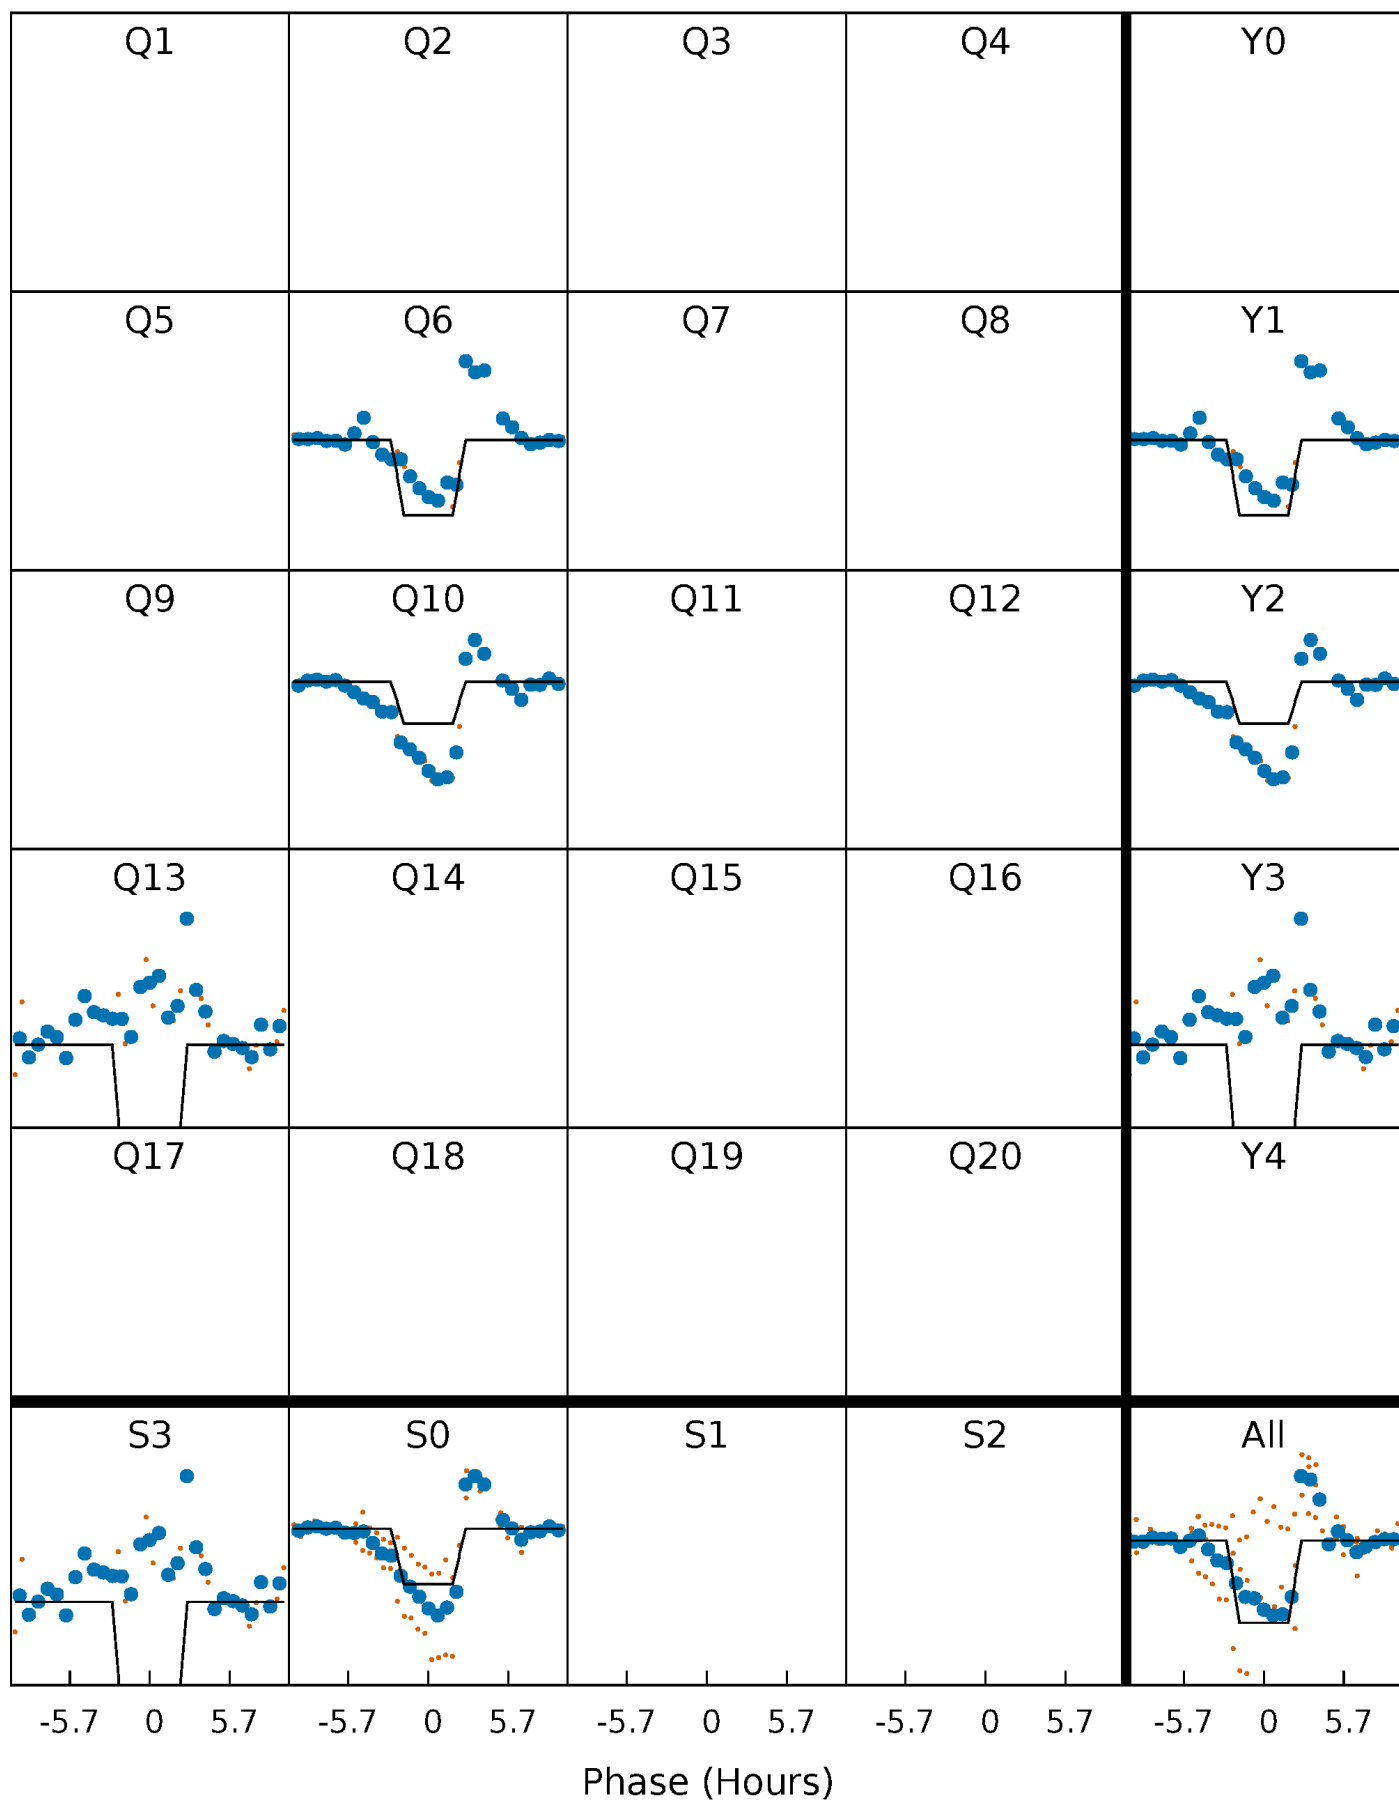 Q1 Q2 Q3 Q4 Y0
Q5 Q6 Q7 Q8 Y1
Q9 Q10 Q11 Q12 Y2
Q13 Q14 Q15 Q16 Y3
Q17 Q18 Q19 Q20 Y4
S3 S0 S1 S2 All
-5.7 0 5.7 -5.7 0 5.7 -5.7 0 5.7 -5.7 0 5.7 -5.7 0 5.7
Phase (Hours)